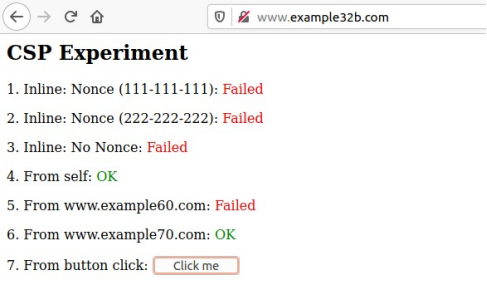 www.example32b.com
CSP Experiment
1. Inline: Nonce (111-111-111): Failed
2. Inline: Nonce (222-222-222): Failed
3. Inline: No Nonce: Failed
4. From self: OK
5. From www.example60.com: Failed
6. From www.example70.com: OK
7. From button click: Click me